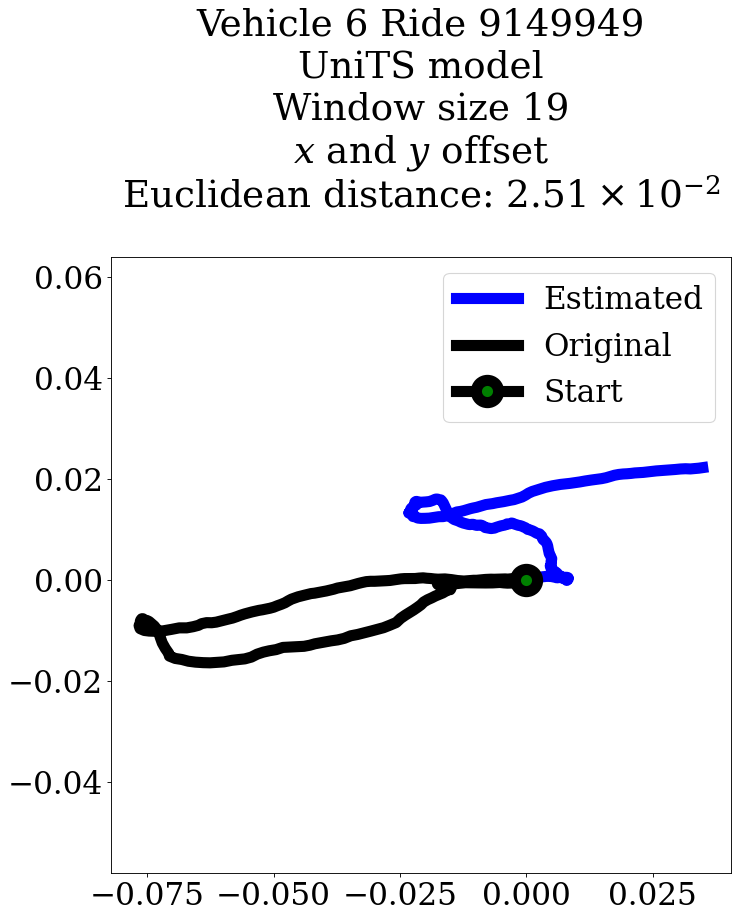 Vehicle 6 Ride 9149949
UniTS model
Window size 19
x and y offset
Euclidean distance: 2.51 × 10⁻²
Estimated
Original
Start
0.06
0.04
0.02
0.00
−0.02
−0.04
−0.075 −0.050 −0.025 0.000 0.025